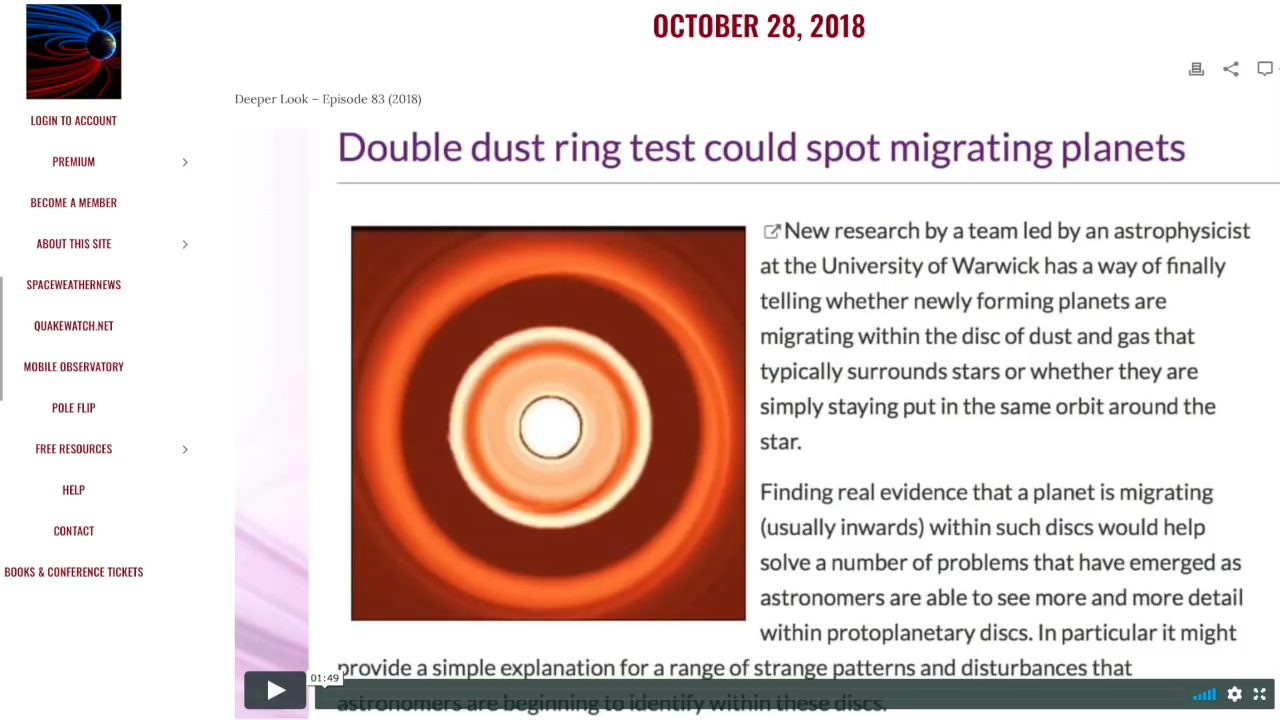 OCTOBER 28, 2018
LOGIN TO ACCOUNT
PREMIUM
BECOME A MEMBER
ABOUT THIS SITE
SPACEWEATHERNEWS
QUAKEWATCH.NET
MOBILE OBSERVATORY
POLE FLIP
FREE RESOURCES
HELP
CONTACT
BOOKS & CONFERENCE TICKETS
Deeper Look – Episode 83 (2018)
Double dust ring test could spot migrating planets
New research by a team led by an astrophysicist
at the University of Warwick has a way of finally
telling whether newly forming planets are
migrating within the disc of dust and gas that
typically surrounds stars or whether they are
simply staying put in the same orbit around the
star.
Finding real evidence that a planet is migrating
(usually inwards) within such discs would help
solve a number of problems that have emerged as
astronomers are able to see more and more detail
within protoplanetary discs. In particular it might
provide a simple explanation for a range of strange patterns and disturbances that
astronomers are beginning to identify within these discs.
01:49